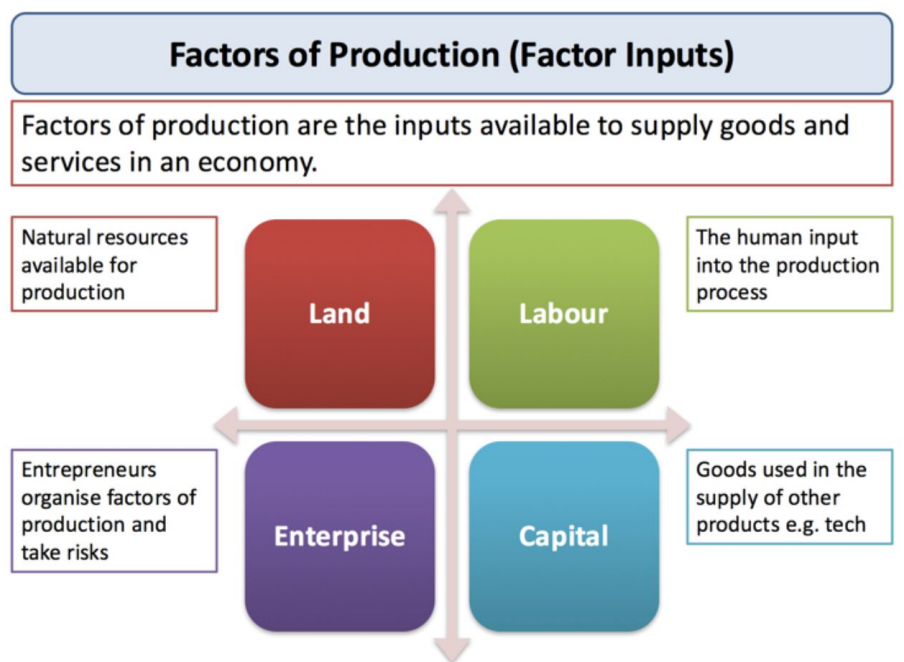 Factors of Production (Factor Inputs)
Factors of production are the inputs available to supply goods and
services in an economy.
Natural resources
available for
production
Land
Labour
The human input
into the production
process
Entrepreneurs
organise factors of
production and
take risks
Enterprise
Capital
Goods used in the
supply of other
products e.g. tech